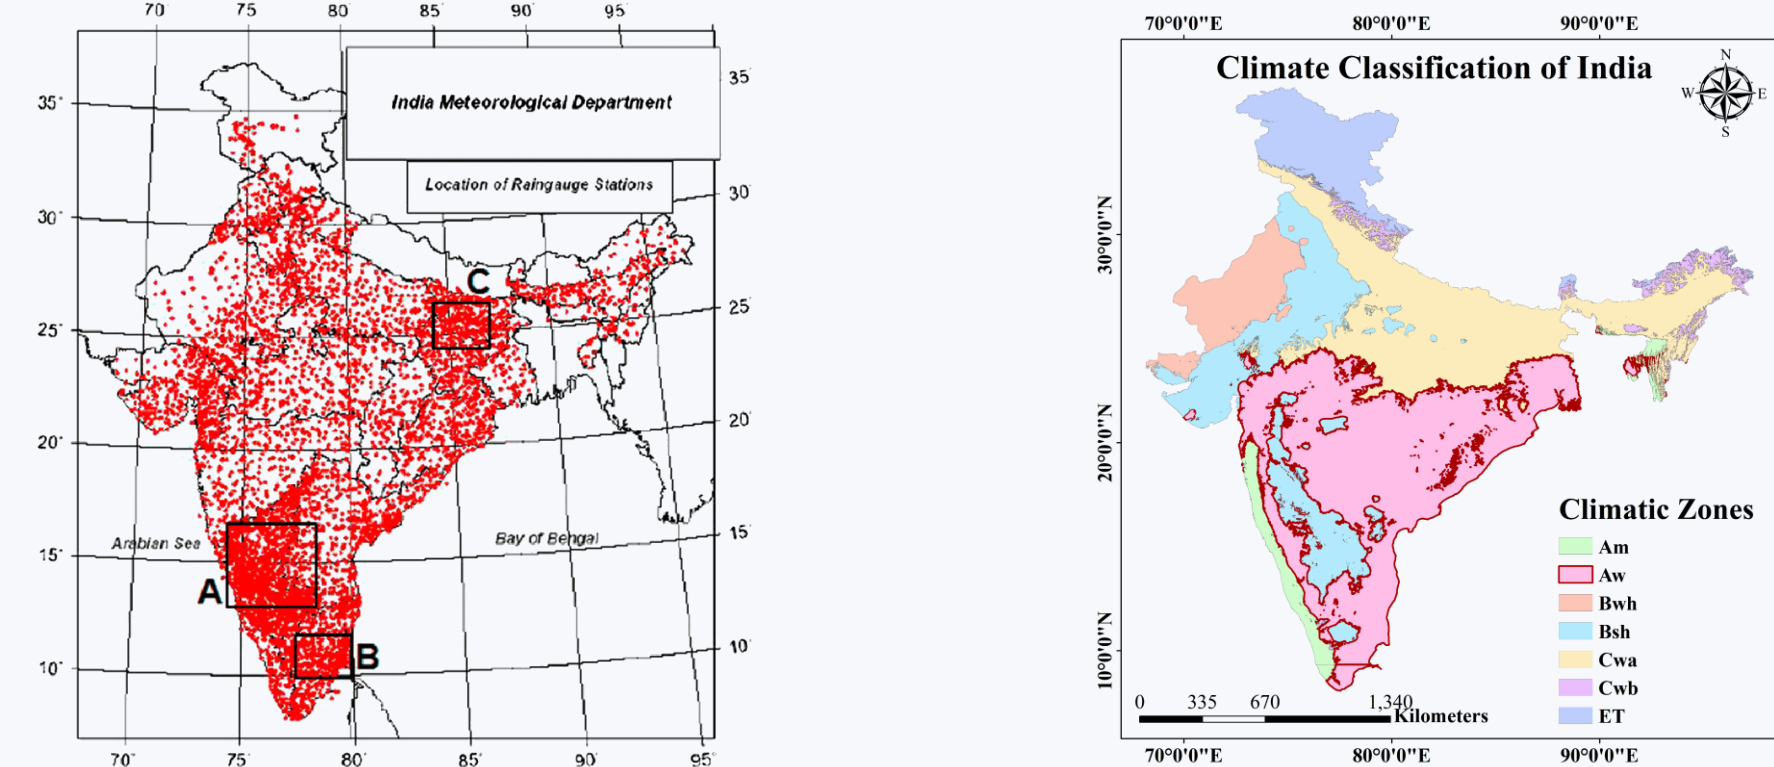 70˙ 75˙ 80˙ 85˙ 90˙ 95˙
India Meteorological Department
Location of Raingauge Stations
35˙
30˙
25˙
20˙
15˙
10˙
35˙
30˙
25˙
20˙
15˙
10˙
C
Arabian Sea
Bay of Bengal
A
B
70˙ 75˙ 80˙ 85˙ 90˙ 95˙
70°0'0"E 80°0'0"E 90°0'0"E
Climate Classification of India
N
W E
S
30°0'0"N
20°0'0"N
10°0'0"N
Climatic Zones
Am
Aw
Bwh
Bsh
Cwa
Cwb
ET
0 335 670 1,340
Kilometers
70°0'0"E 80°0'0"E 90°0'0"E